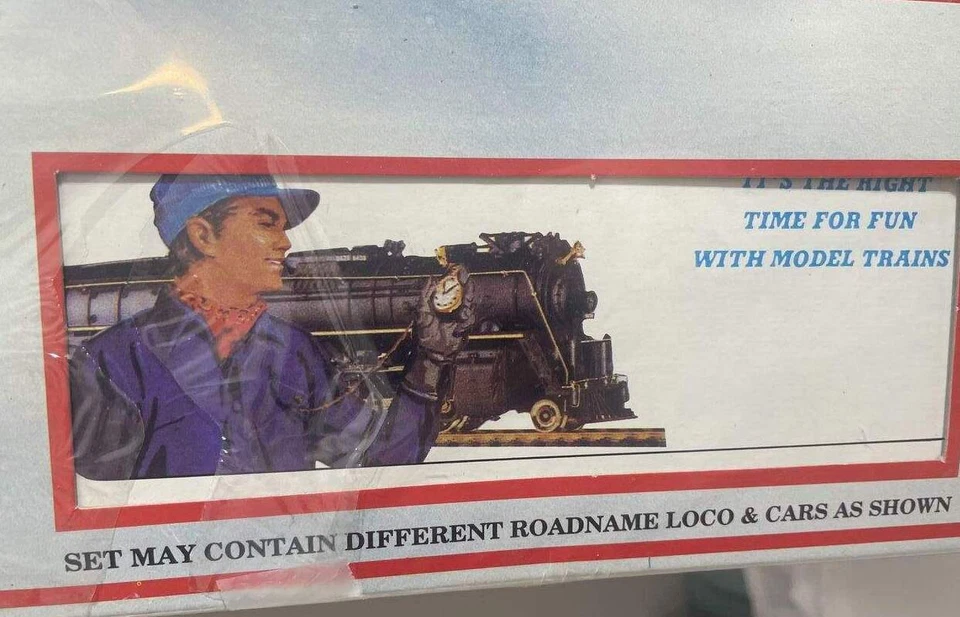 IT'S THE RIGHT
TIME FOR FUN
WITH MODEL TRAINS
SET MAY CONTAIN DIFFERENT ROADNAME LOCO & CARS AS SHOWN